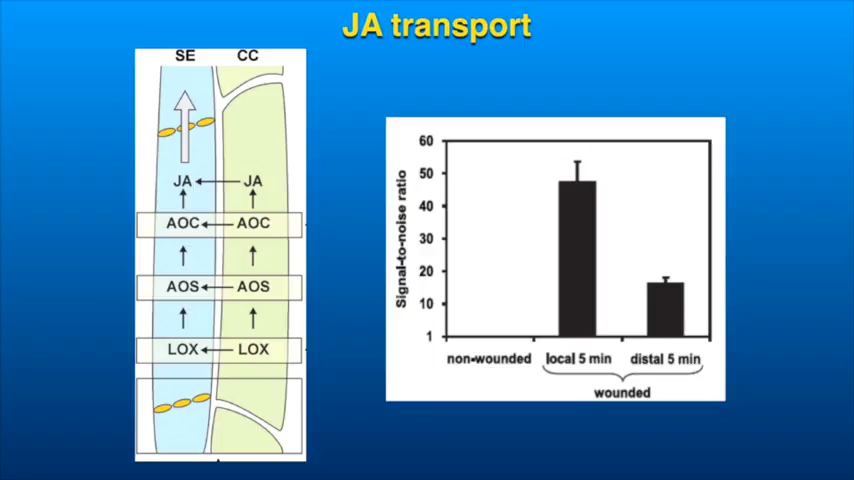 JA transport
SE CC
JA JA
AOC AOC
AOS AOS
LOX LOX
Signal-to-noise ratio
60
50
40
30
20
10
1
non-wounded local 5 min distal 5 min
wounded